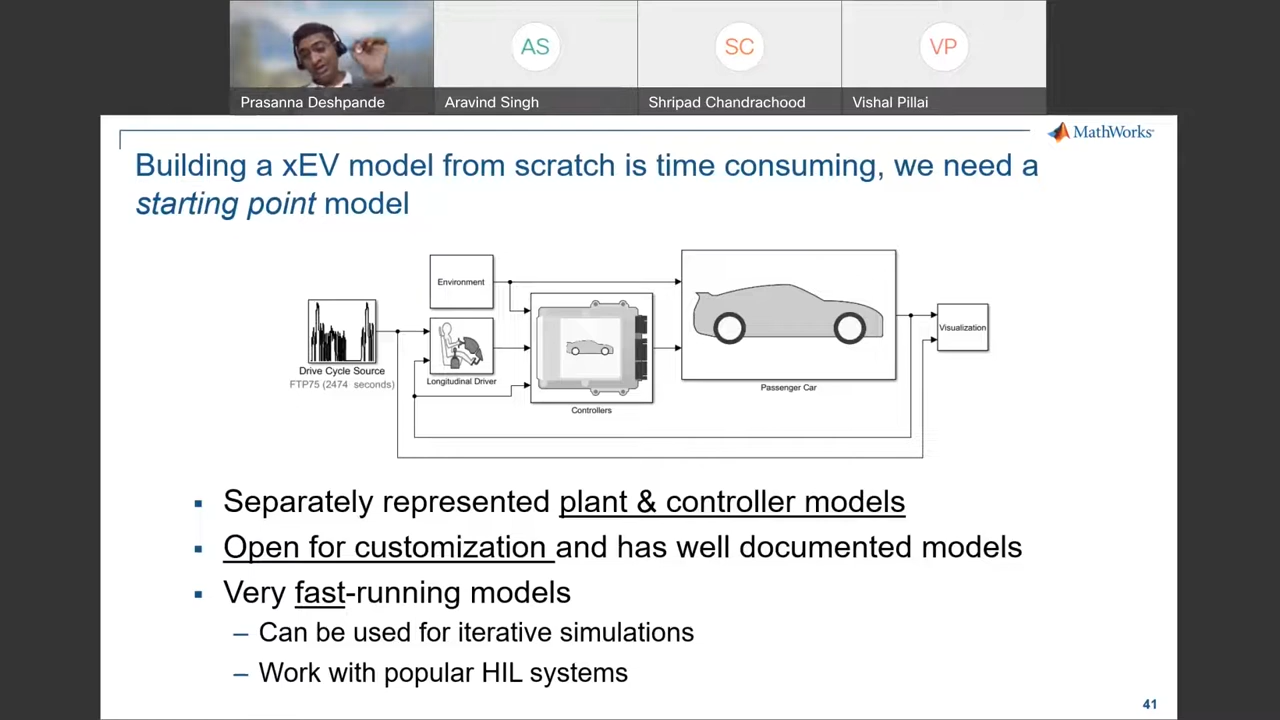 AS
SC
VP
Prasanna Deshpande
Aravind Singh
Shripad Chandrachood
Vishal Pillai
MathWorks
Building a xEV model from scratch is time consuming, we need a
starting point model
Environment
Drive Cycle Source
FTP75 (2474 seconds)
Longitudinal Driver
Controllers
Passenger Car
Visualization
▪ Separately represented plant & controller models
▪ Open for customization and has well documented models
▪ Very fast-running models
– Can be used for iterative simulations
– Work with popular HIL systems
41